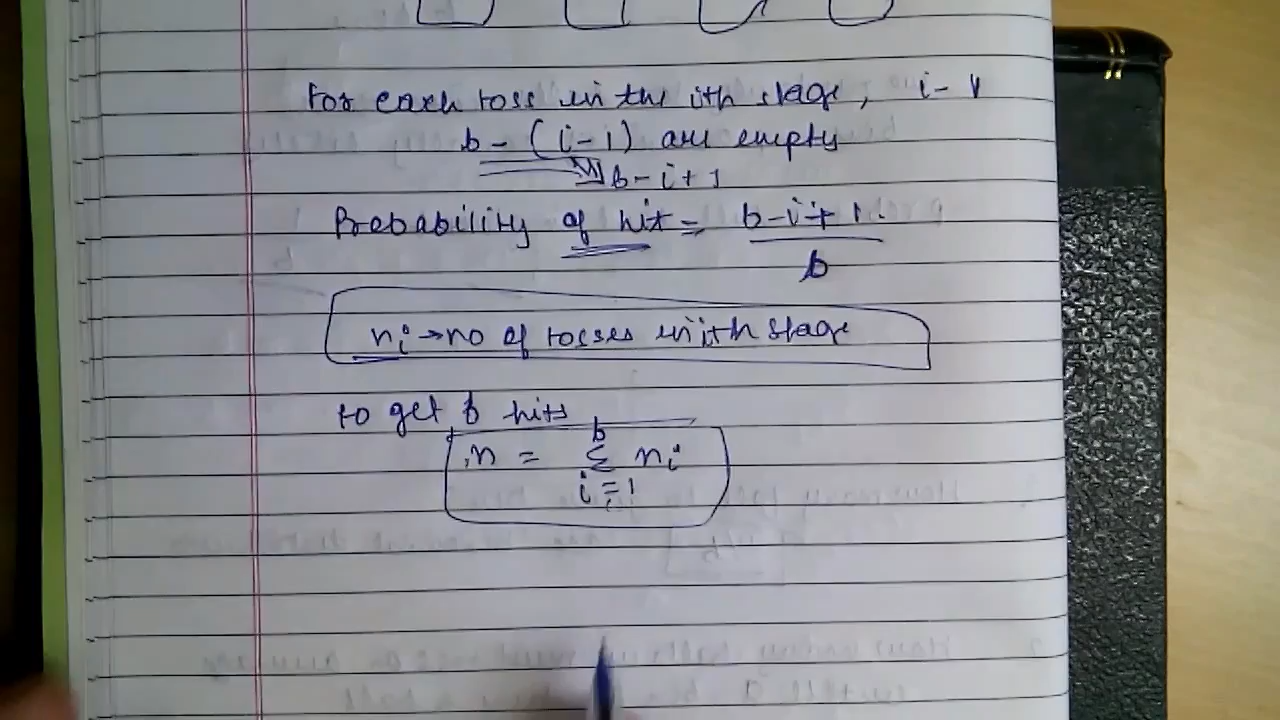 For each toss in the ith stage, i-1
b - (i-1) are empty
b-i+1
Probability of hit = b-i+1
b
ni → no of tosses in ith stage
to get b hits
b
n = Σ ni
i=1